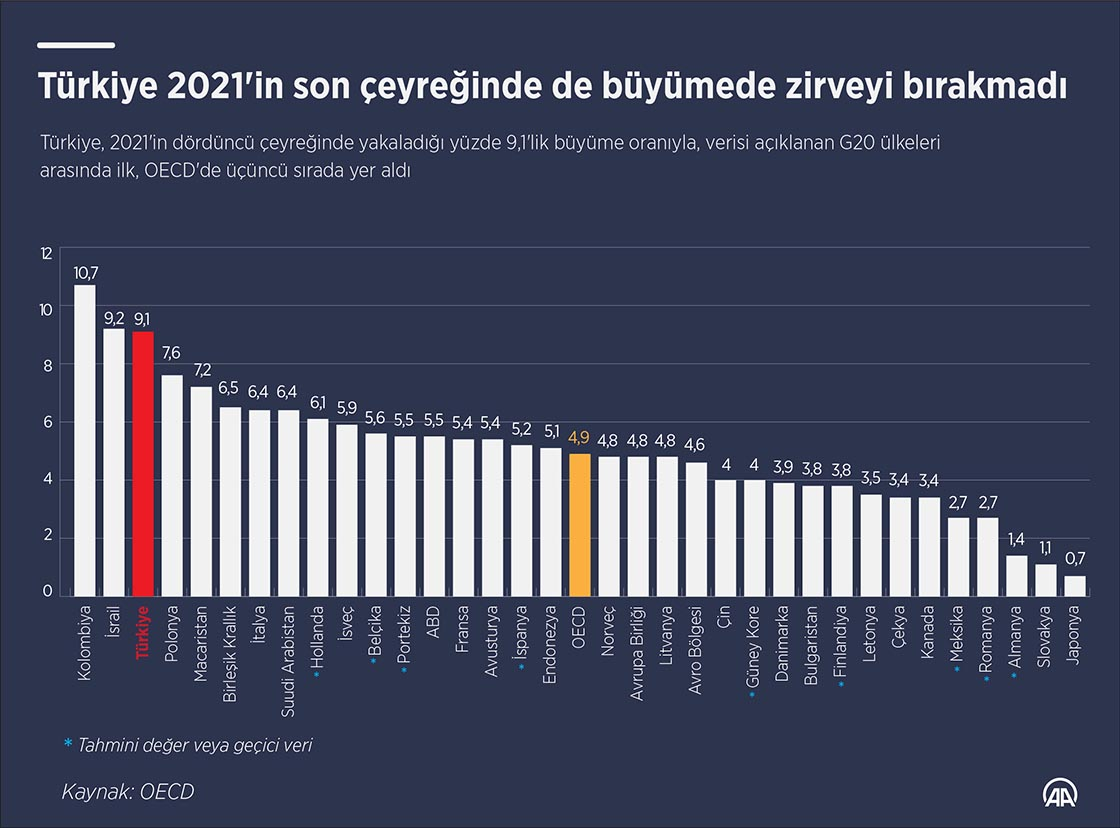 Türkiye 2021'in son çeyreğinde de büyümede zirveyi bırakmadı
Türkiye, 2021'in dördüncü çeyreğinde yakaladığı yüzde 9,1'lik büyüme oranıyla, verisi açıklanan G20 ülkeleri
arasında ilk, OECD'de üçüncü sırada yer aldı
12
10
8
6
4
2
0
10,7
9,2
9,1
7,6
7,2
6,5
6,4
6,4
6,1
5,9
5,6
5,5
5,5
5,4
5,4
5,2
5,1
4,9
4,8
4,8
4,8
4,6
4
4
3,9
3,8
3,8
3,5
3,4
3,4
2,7
2,7
1,4
1,1
0,7
Kolombiya
İsrail
Türkiye
Polonya
Macaristan
Birleşik Krallık
İtalya
Suudi Arabistan
* Hollanda
İsveç
* Belçika
* Portekiz
ABD
Fransa
Avusturya
* İspanya
Endonezya
OECD
Norveç
Avrupa Birliği
Litvanya
Avro Bölgesi
Çin
* Güney Kore
Danimarka
Bulgaristan
* Finlandiya
Letonya
Çekya
Kanada
* Meksika
* Romanya
* Almanya
Slovakya
Japonya
* Tahmini değer veya geçici veri
Kaynak: OECD
AA